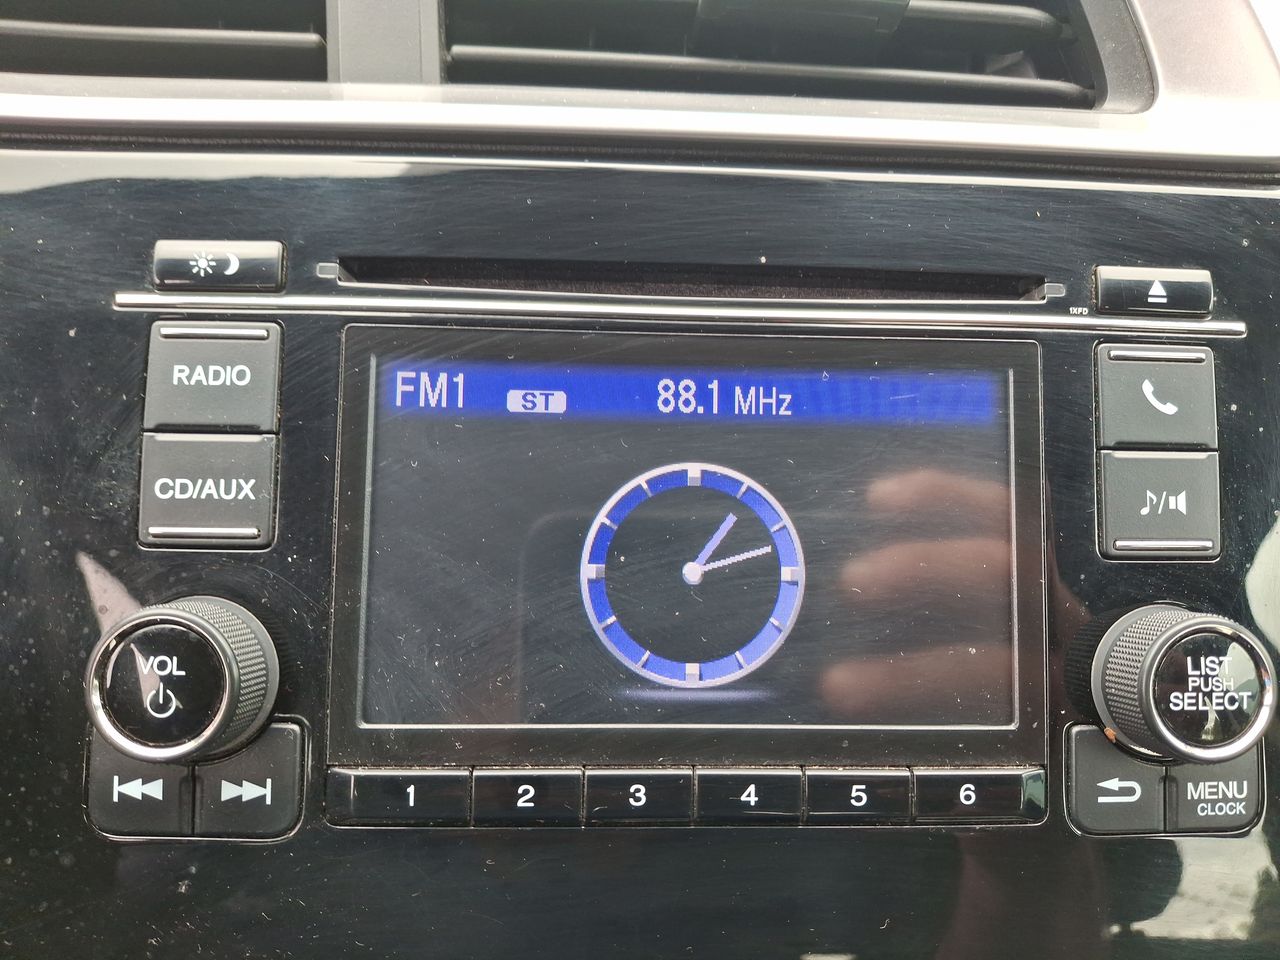 1XFD
RADIO
CD/AUX
FM1 ST 88.1 MHz
VOL
LIST
PUSH
SELECT
1 2 3 4 5 6
MENU
CLOCK